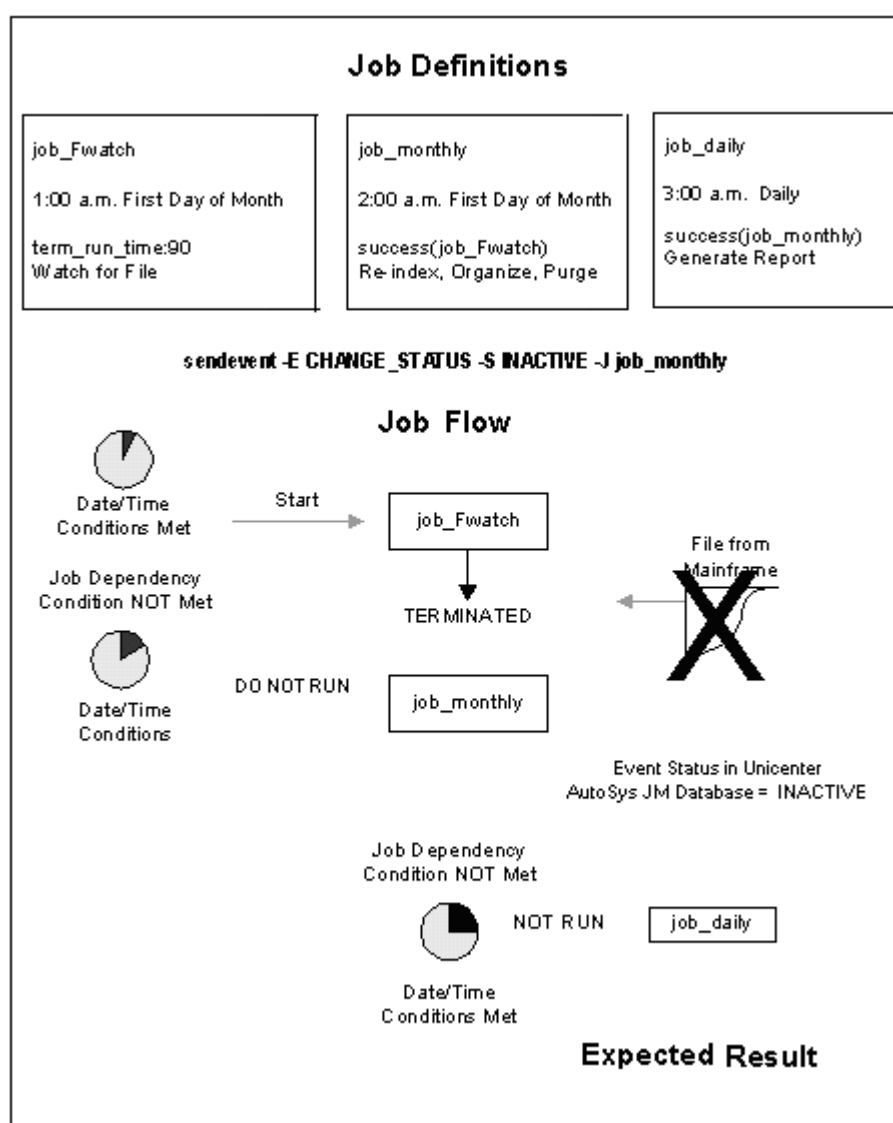 Job Definitions
job_Fwatch
1:00 a.m. First Day of Month
term_run_time:90
Watch for File
job_monthly
2:00 a.m. First Day of Month
success(job_Fwatch)
Re-index, Organize, Purge
job_daily
3:00 a.m. Daily
success(job_monthly)
Generate Report
sendevent -E CHANGE_STATUS -S INACTIVE -J job_monthly
Job Flow
Date/Time
Conditions Met
Start
job_Fwatch
File from
Mainframe
Job Dependency
Condition NOT Met
TERMINATED
DO NOT RUN
job_monthly
Date/Time
Conditions
Event Status in Unicenter
AutoSys JM Database = INACTIVE
Job Dependency
Condition NOT Met
NOT RUN
job_daily
Date/Time
Conditions Met
Expected Result